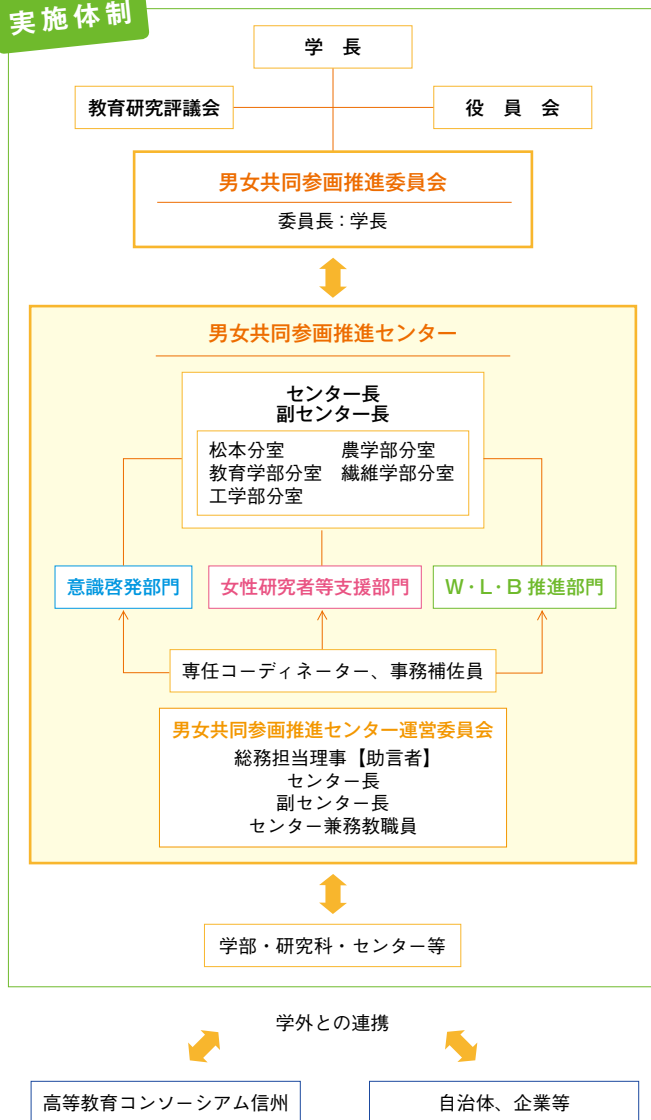 実施体制
学 長
教育研究評議会
役 員 会
男女共同参画推進委員会
委員長：学長
男女共同参画推進センター
センター長
副センター長
松本分室 農学部分室
教育学部分室 繊維学部分室
工学部分室
意識啓発部門
女性研究者等支援部門
W・L・B 推進部門
専任コーディネーター、事務補佐員
男女共同参画推進センター運営委員会
総務担当理事【助言者】
センター長
副センター長
センター兼務教職員
学部・研究科・センター等
学外との連携
高等教育コンソーシアム信州
自治体、企業等